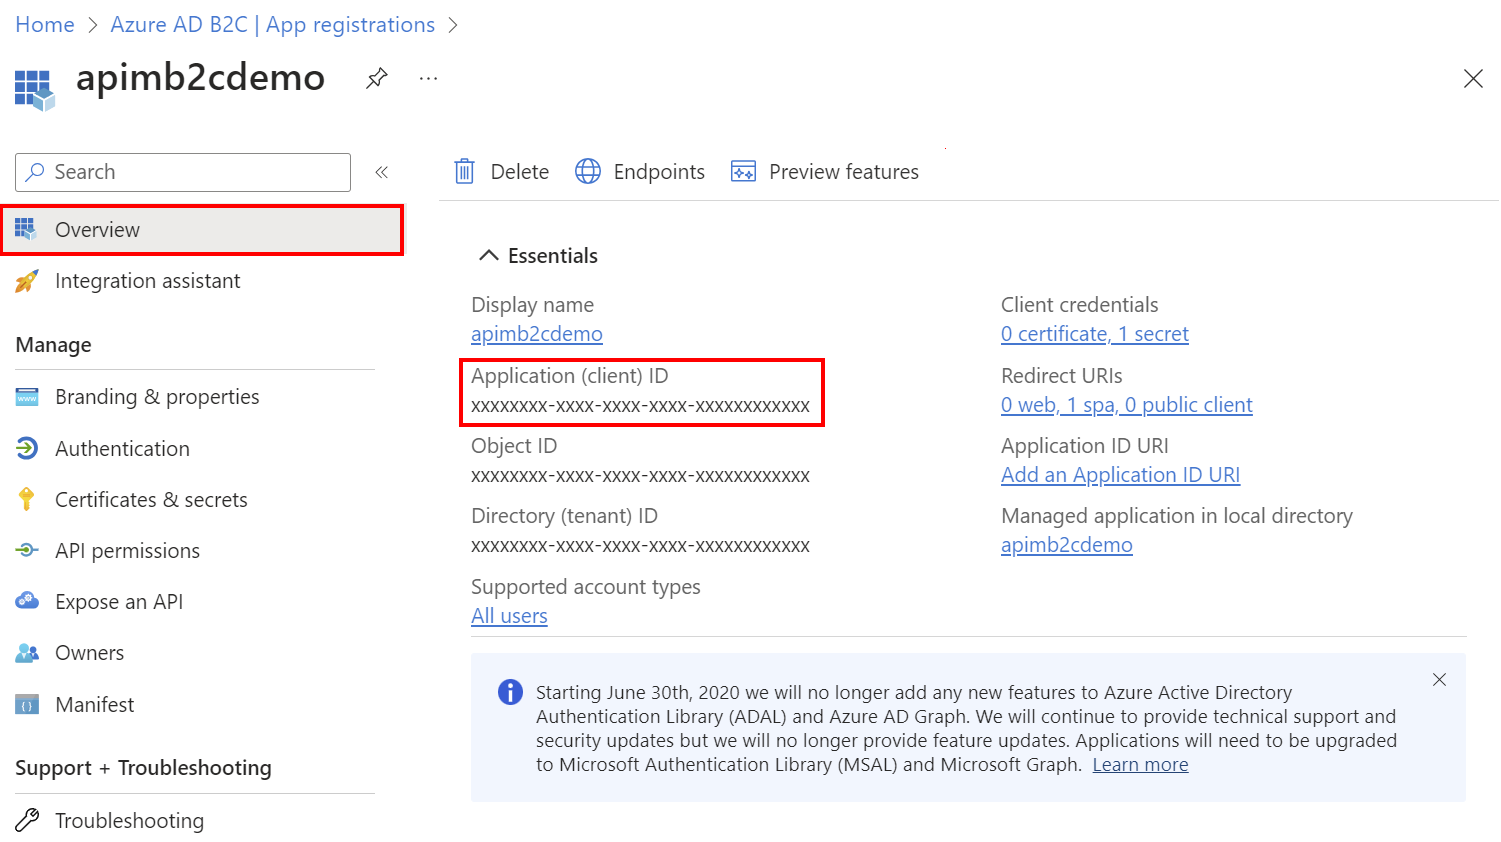 Home > Azure AD B2C | App registrations >
apimb2cdemo
Search
«
Delete
Endpoints
Preview features
Overview
Integration assistant
Manage
Branding & properties
Authentication
Certificates & secrets
API permissions
Expose an API
Owners
Manifest
Support + Troubleshooting
Troubleshooting
Essentials
Display name
apimb2cdemo
Application (client) ID
xxxxxxxx-xxxx-xxxx-xxxx-xxxxxxxxxxxx
Object ID
xxxxxxxx-xxxx-xxxx-xxxx-xxxxxxxxxxxx
Directory (tenant) ID
xxxxxxxx-xxxx-xxxx-xxxx-xxxxxxxxxxxx
Supported account types
All users
Client credentials
0 certificate, 1 secret
Redirect URIs
0 web, 1 spa, 0 public client
Application ID URI
Add an Application ID URI
Managed application in local directory
apimb2cdemo
Starting June 30th, 2020 we will no longer add any new features to Azure Active Directory
Authentication Library (ADAL) and Azure AD Graph. We will continue to provide technical support and
security updates but we will no longer provide feature updates. Applications will need to be upgraded
to Microsoft Authentication Library (MSAL) and Microsoft Graph. Learn more